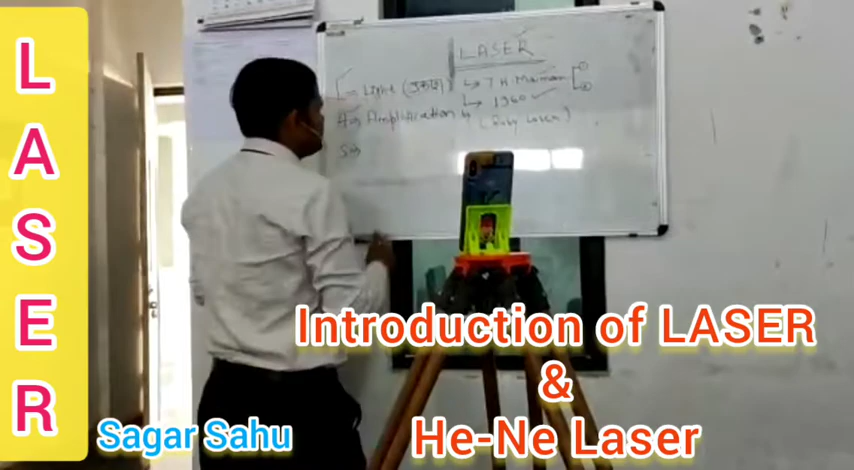 LASER
LASER
L = Light (प्रकाश) → T. H. Maiman
→ 1960
A → Amplification by (Ruby Laser)
S →
Introduction of LASER
&
He-Ne Laser
Sagar Sahu